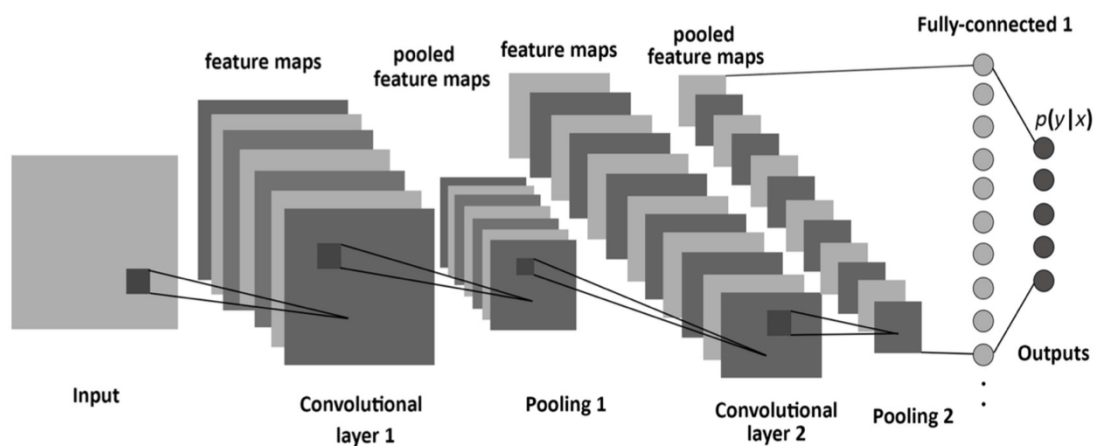 Fully-connected 1
feature maps
pooled
feature maps
feature maps
pooled
feature maps
p(y|x)
Input
Convolutional
layer 1
Pooling 1
Convolutional
layer 2
Pooling 2
Outputs